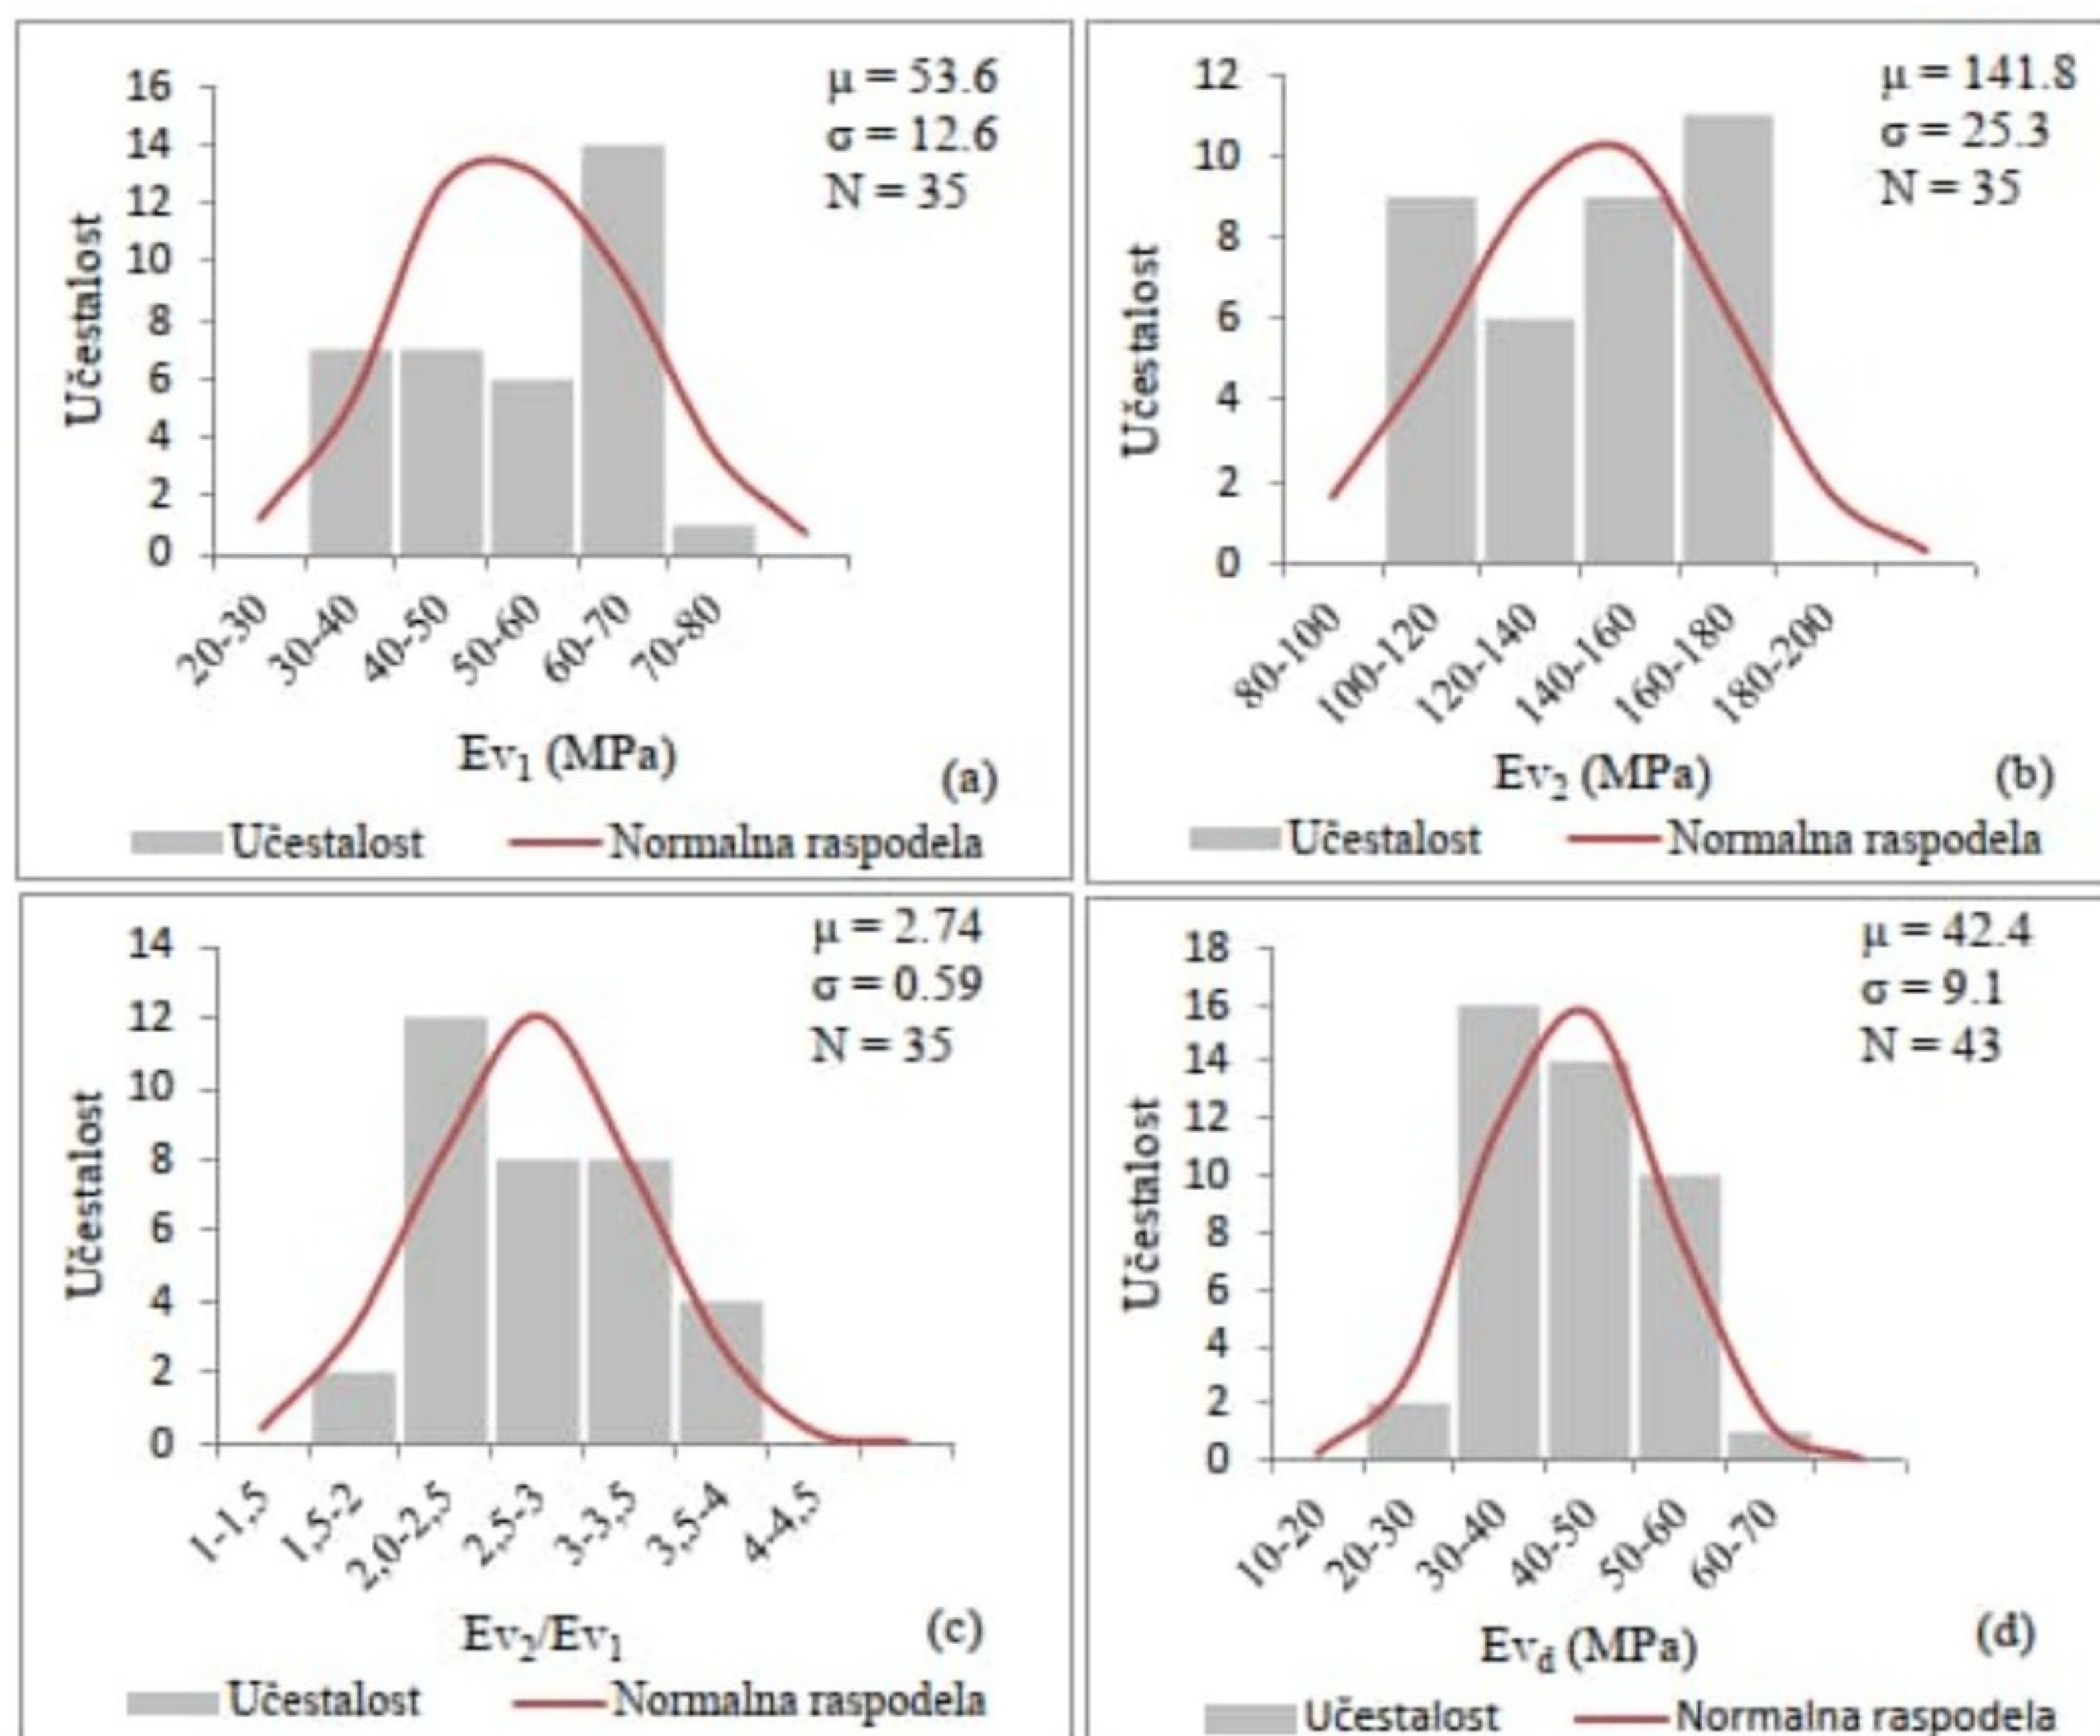 μ = 53.6
σ = 12.6
N = 35
16
14
12
10
8
6
4
2
0
Učestalost
20-30
30-40
40-50
50-60
60-70
70-80
Ev1 (MPa)
(a)
Učestalost
Normalna raspodela
μ = 141.8
σ = 25.3
N = 35
12
10
8
6
4
2
0
Učestalost
80-100
100-120
120-140
140-160
160-180
180-200
Ev2 (MPa)
(b)
Učestalost
Normalna raspodela
μ = 2.74
σ = 0.59
N = 35
14
12
10
8
6
4
2
0
Učestalost
1-1,5
1,5-2
2,0-2,5
2,5-3
3-3,5
3,5-4
4-4,5
Ev2/Ev1
(c)
Učestalost
Normalna raspodela
μ = 42.4
σ = 9.1
N = 43
18
16
14
12
10
8
6
4
2
0
Učestalost
10-20
20-30
30-40
40-50
50-60
60-70
Evd (MPa)
(d)
Učestalost
Normalna raspodela